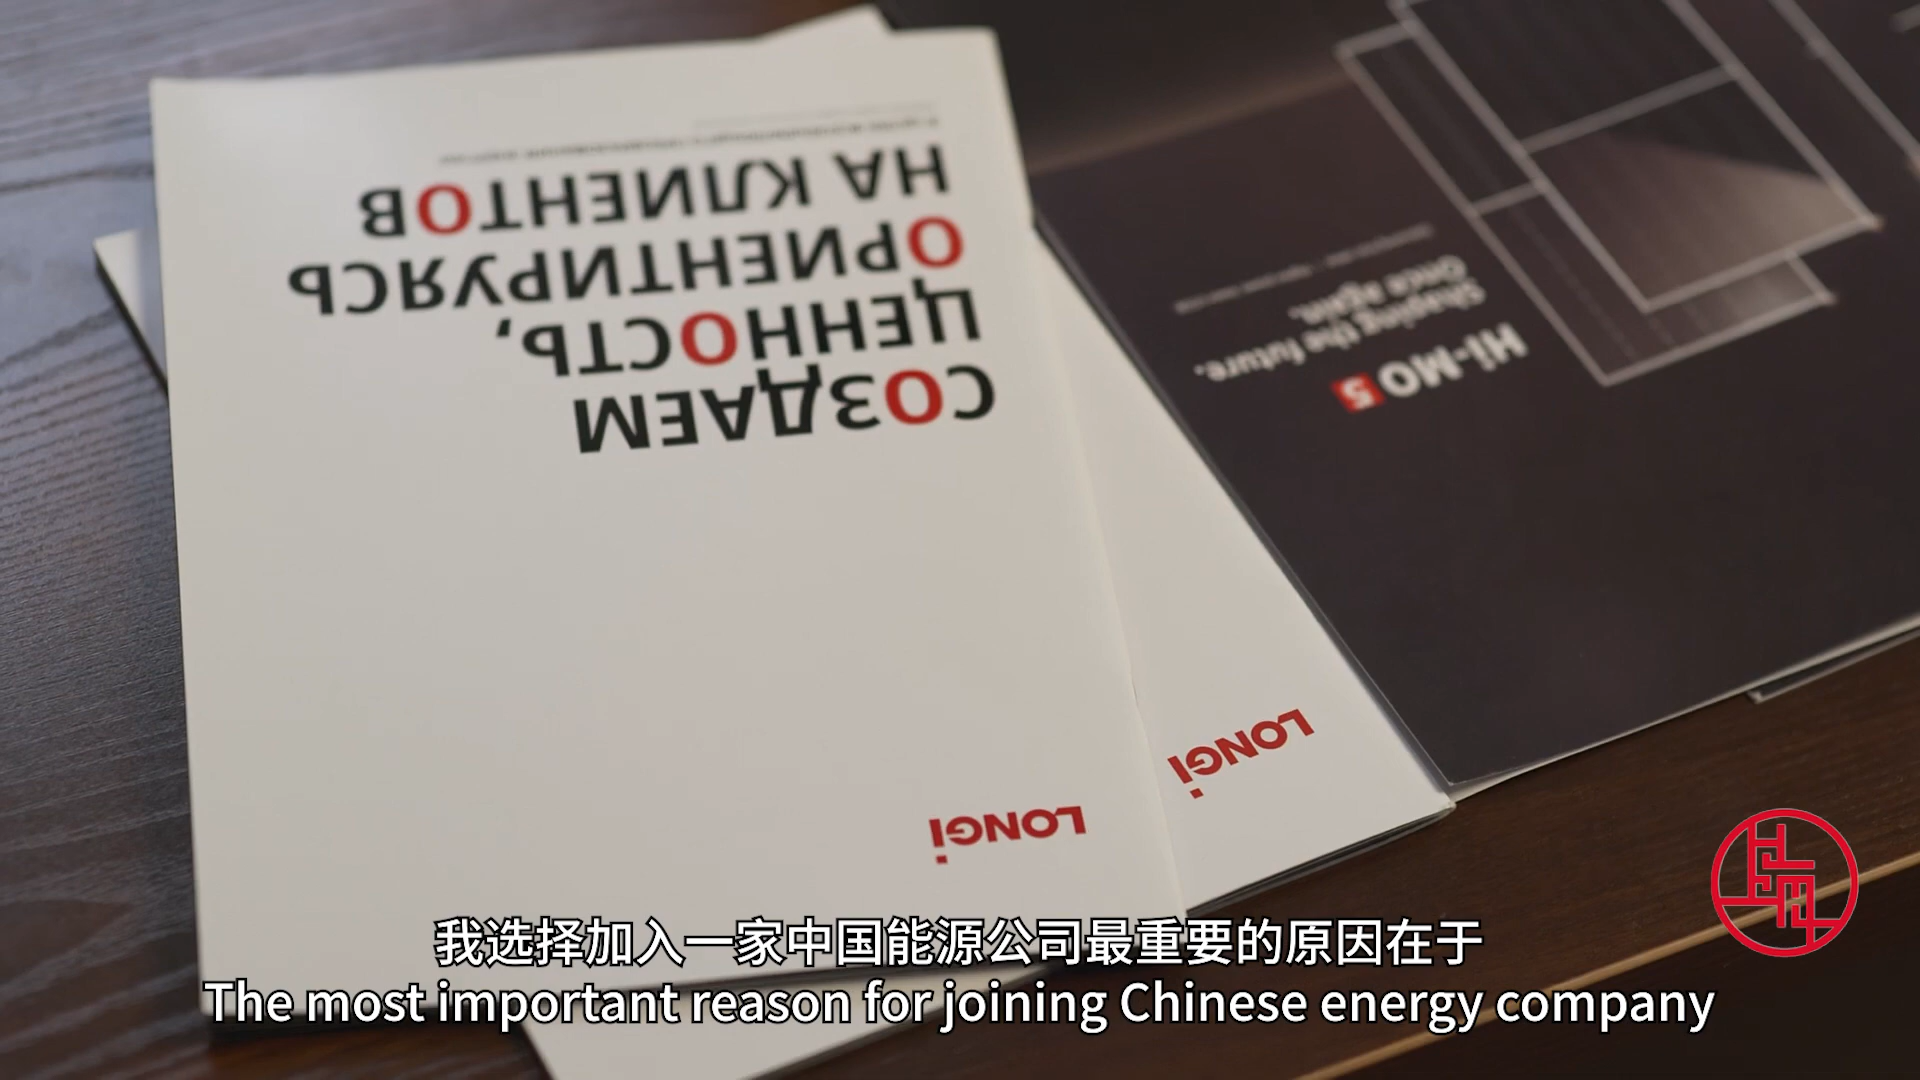 СОЗДАЕМ
ЦЕННОСТЬ,
ОРИЕНТИРУЯСЬ
НА КЛИЕНТОВ
LONGi
LONGi
Hi-MO 5
Shaping the future.
Once again.
我选择加入一家中国能源公司最重要的原因在于
The most important reason for joining Chinese energy company